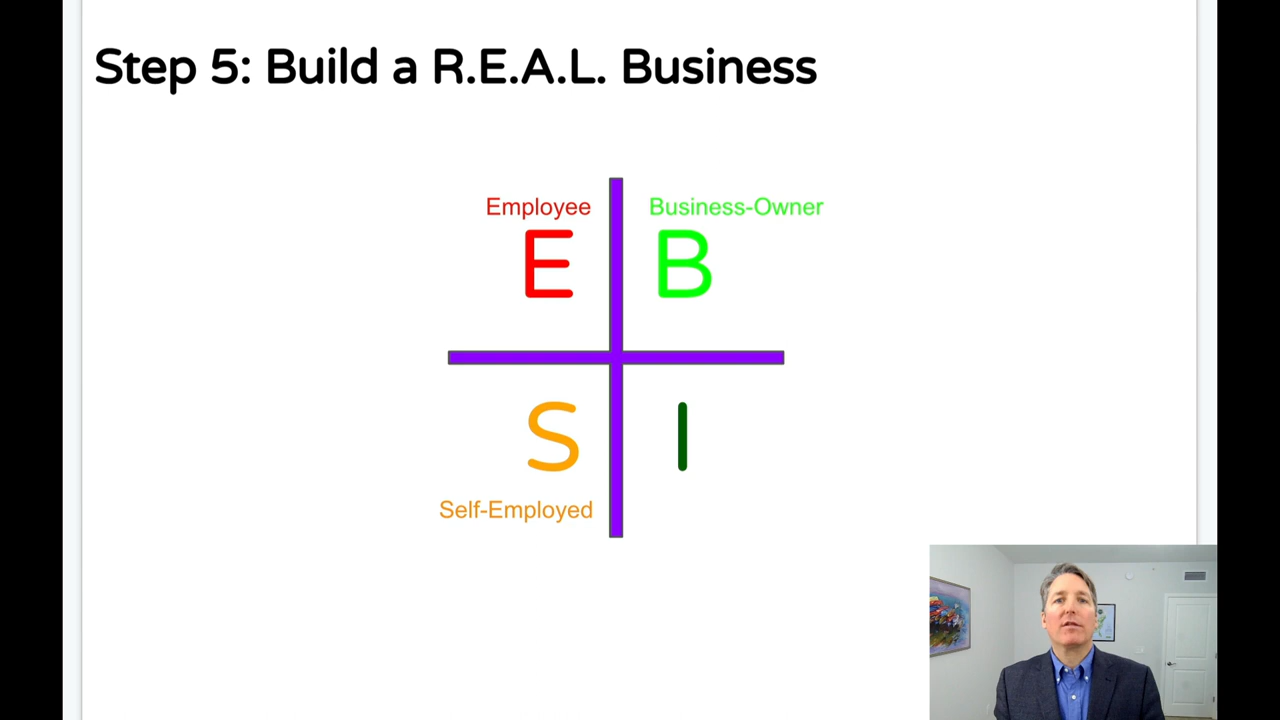 Step 5: Build a R.E.A.L. Business
Employee
Business-Owner
E
B
S
I
Self-Employed